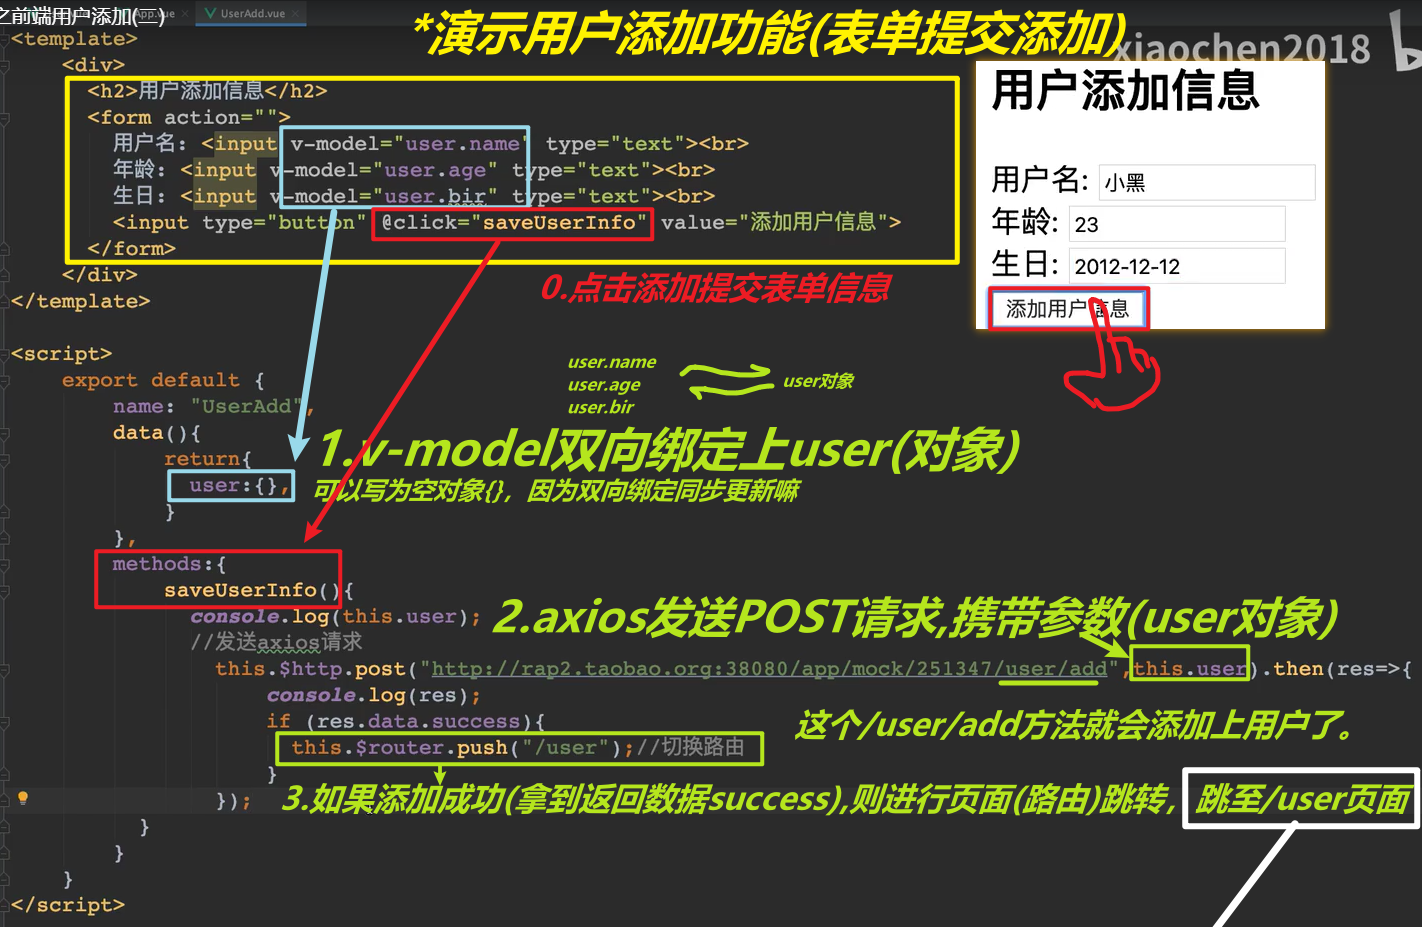 之前端用户添加(二) App.vue × UserAdd.vue ×
*演示用户添加功能(表单提交添加)
xiaochen2018 b
<template>
<div>
<h2>用户添加信息</h2>
<form action="">
用户名: <input v-model="user.name" type="text"><br>
年龄: <input v-model="user.age" type="text"><br>
生日: <input v-model="user.bir" type="text"><br>
<input type="button" @click="saveUserInfo" value="添加用户信息">
</form>
</div>
</template>
用户添加信息
用户名: 小黑
年龄: 23
生日: 2012-12-12
添加用户信息
0.点击添加提交表单信息
<script>
export default {
name: "UserAdd",
data(){
return{
user:{},
}
},
user.name
user.age
user.bir
user对象
1.v-model双向绑定上user(对象)
可以写为空对象{}，因为双向绑定同步更新嘛
methods:{
saveUserInfo(){
console.log(this.user);
//发送axios请求
2.axios发送POST请求,携带参数(user对象)
this.$http.post("http://rap2.taobao.org:38080/app/mock/251347/user/add",this.user).then(res=>{
console.log(res);
if (res.data.success){
这个/user/add方法就会添加上用户了。
this.$router.push("/user");//切换路由
}
});
3.如果添加成功(拿到返回数据success),则进行页面(路由)跳转， 跳至/user页面
}
}
}
</script>